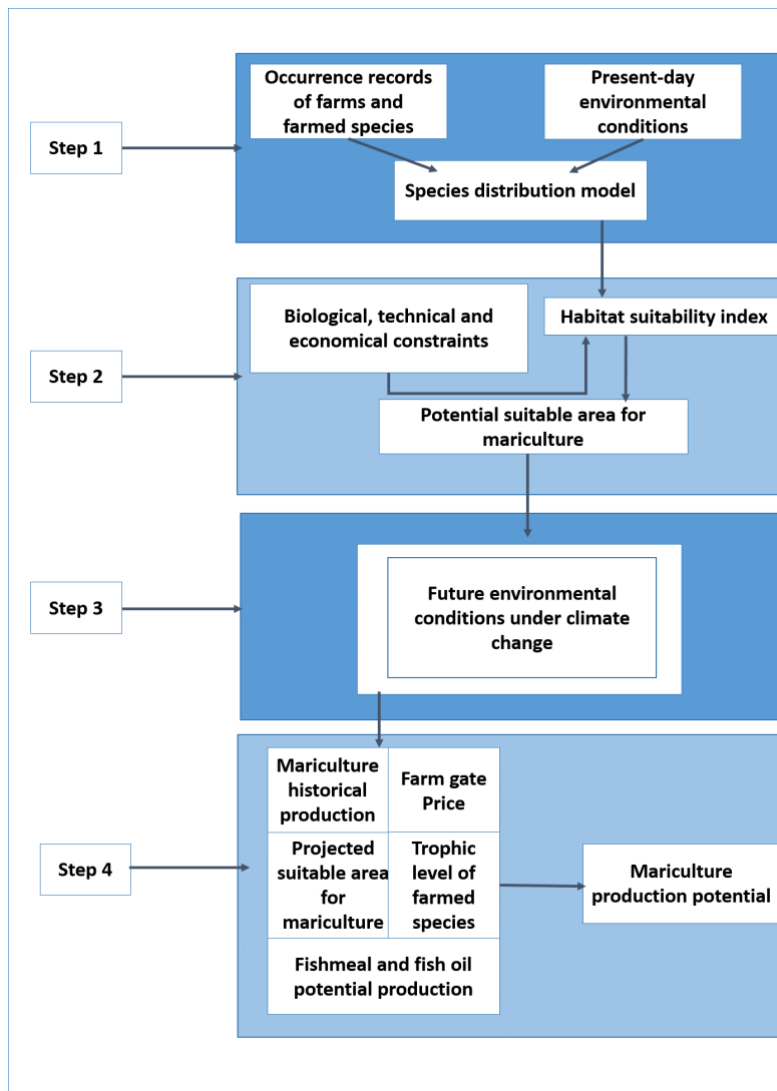 Step 1
Occurrence records
of farms and
farmed species
Present-day
environmental
conditions
Species distribution model
Step 2
Biological, technical and
economical constraints
Habitat suitability index
Potential suitable area for
mariculture
Step 3
Future environmental
conditions under climate
change
Step 4
Mariculture
historical
production
Farm gate
Price
Projected
suitable area
for
mariculture
Trophic
level of
farmed
species
Fishmeal and fish oil
potential production
Mariculture
production potential